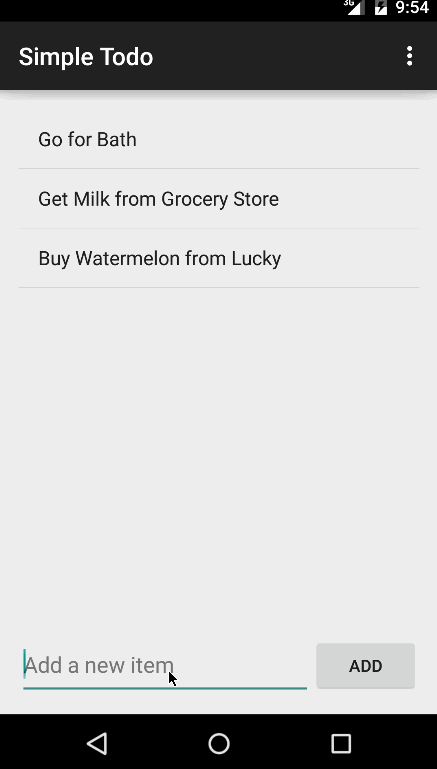 3G 9:54
Simple Todo
Go for Bath
Get Milk from Grocery Store
Buy Watermelon from Lucky
Add a new item
ADD